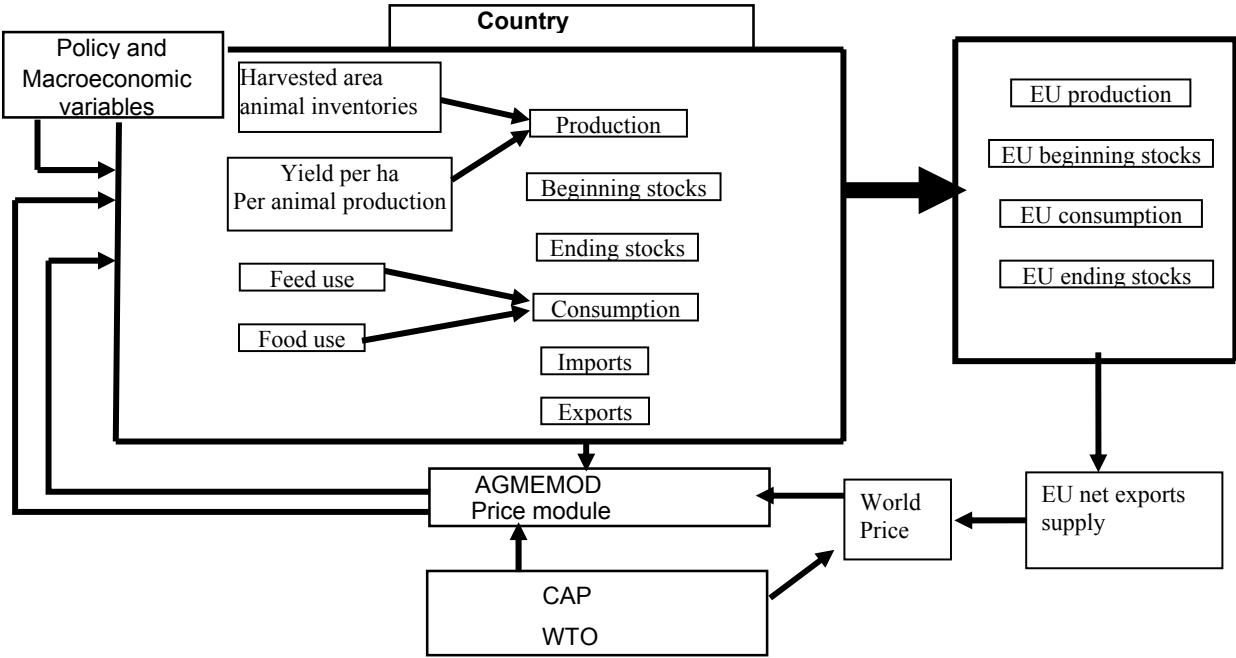 Country
Policy and
Macroeconomic
variables
Harvested area
animal inventories
Production
Yield per ha
Per animal production
Beginning stocks
Ending stocks
Feed use
Consumption
Food use
Imports
Exports
EU production
EU beginning stocks
EU consumption
EU ending stocks
AGMEMOD
Price module
World
Price
EU net exports
supply
CAP
WTO